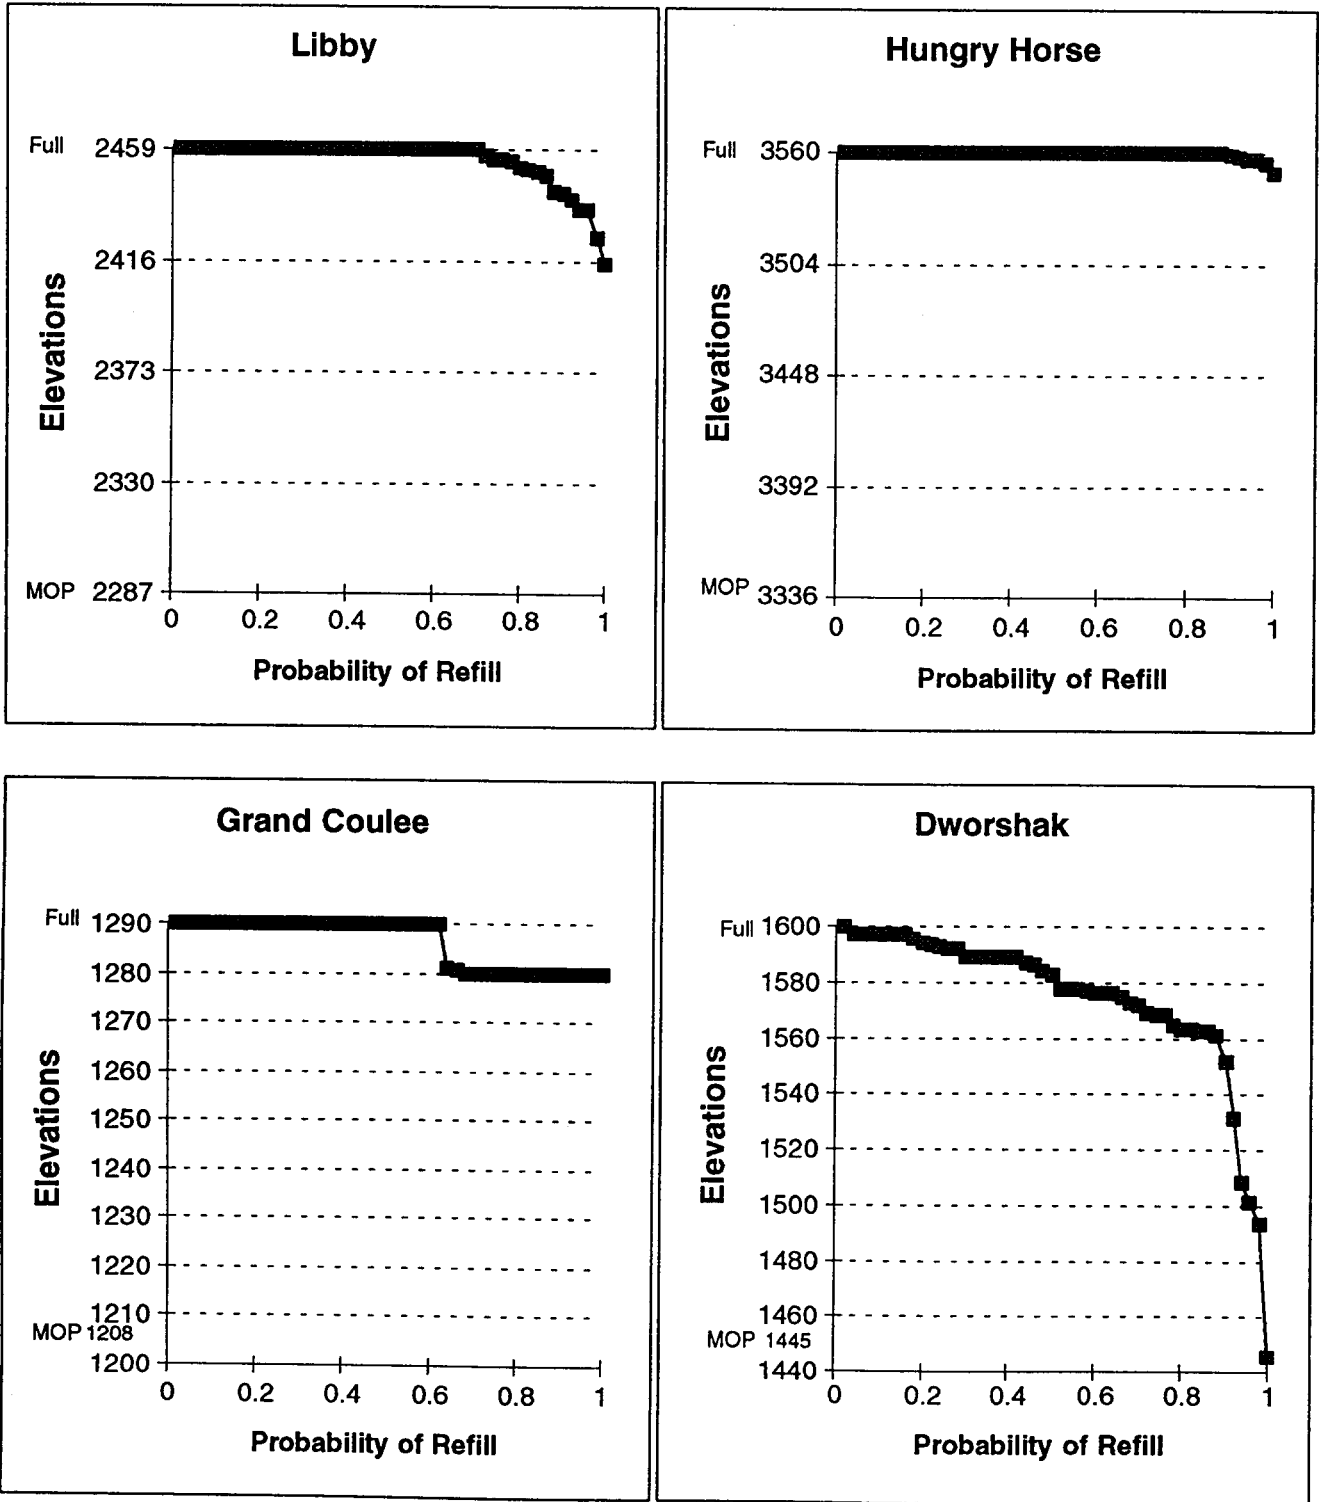 Libby
Full 2459
2416
2373
2330
MOP 2287
0 0.2 0.4 0.6 0.8 1
Elevations
Probability of Refill
Hungry Horse
Full 3560
3504
3448
3392
MOP 3336
0 0.2 0.4 0.6 0.8 1
Elevations
Probability of Refill
Grand Coulee
Full 1290
1280
1270
1260
1250
1240
1230
1220
1210
MOP 1208
1200
0 0.2 0.4 0.6 0.8 1
Elevations
Probability of Refill
Dworshak
Full 1600
1580
1560
1540
1520
1500
1480
1460
MOP 1445
1440
0 0.2 0.4 0.6 0.8 1
Elevations
Probability of Refill